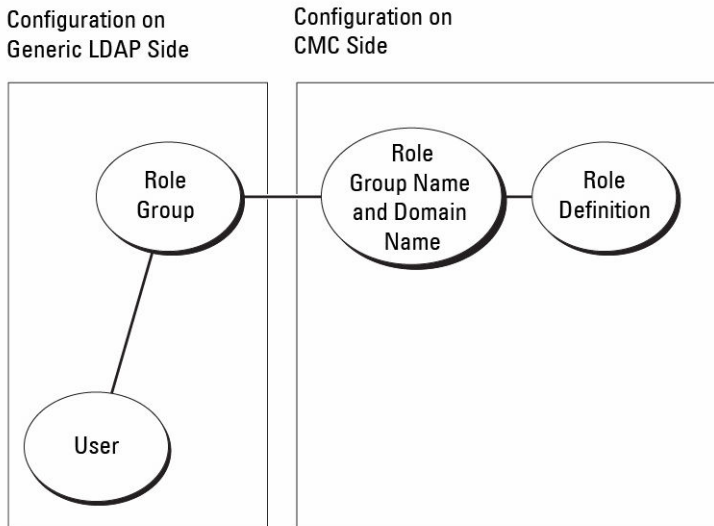 Configuration on
Generic LDAP Side
Configuration on
CMC Side
Role
Group
Role
Group Name
and Domain
Name
Role
Definition
User